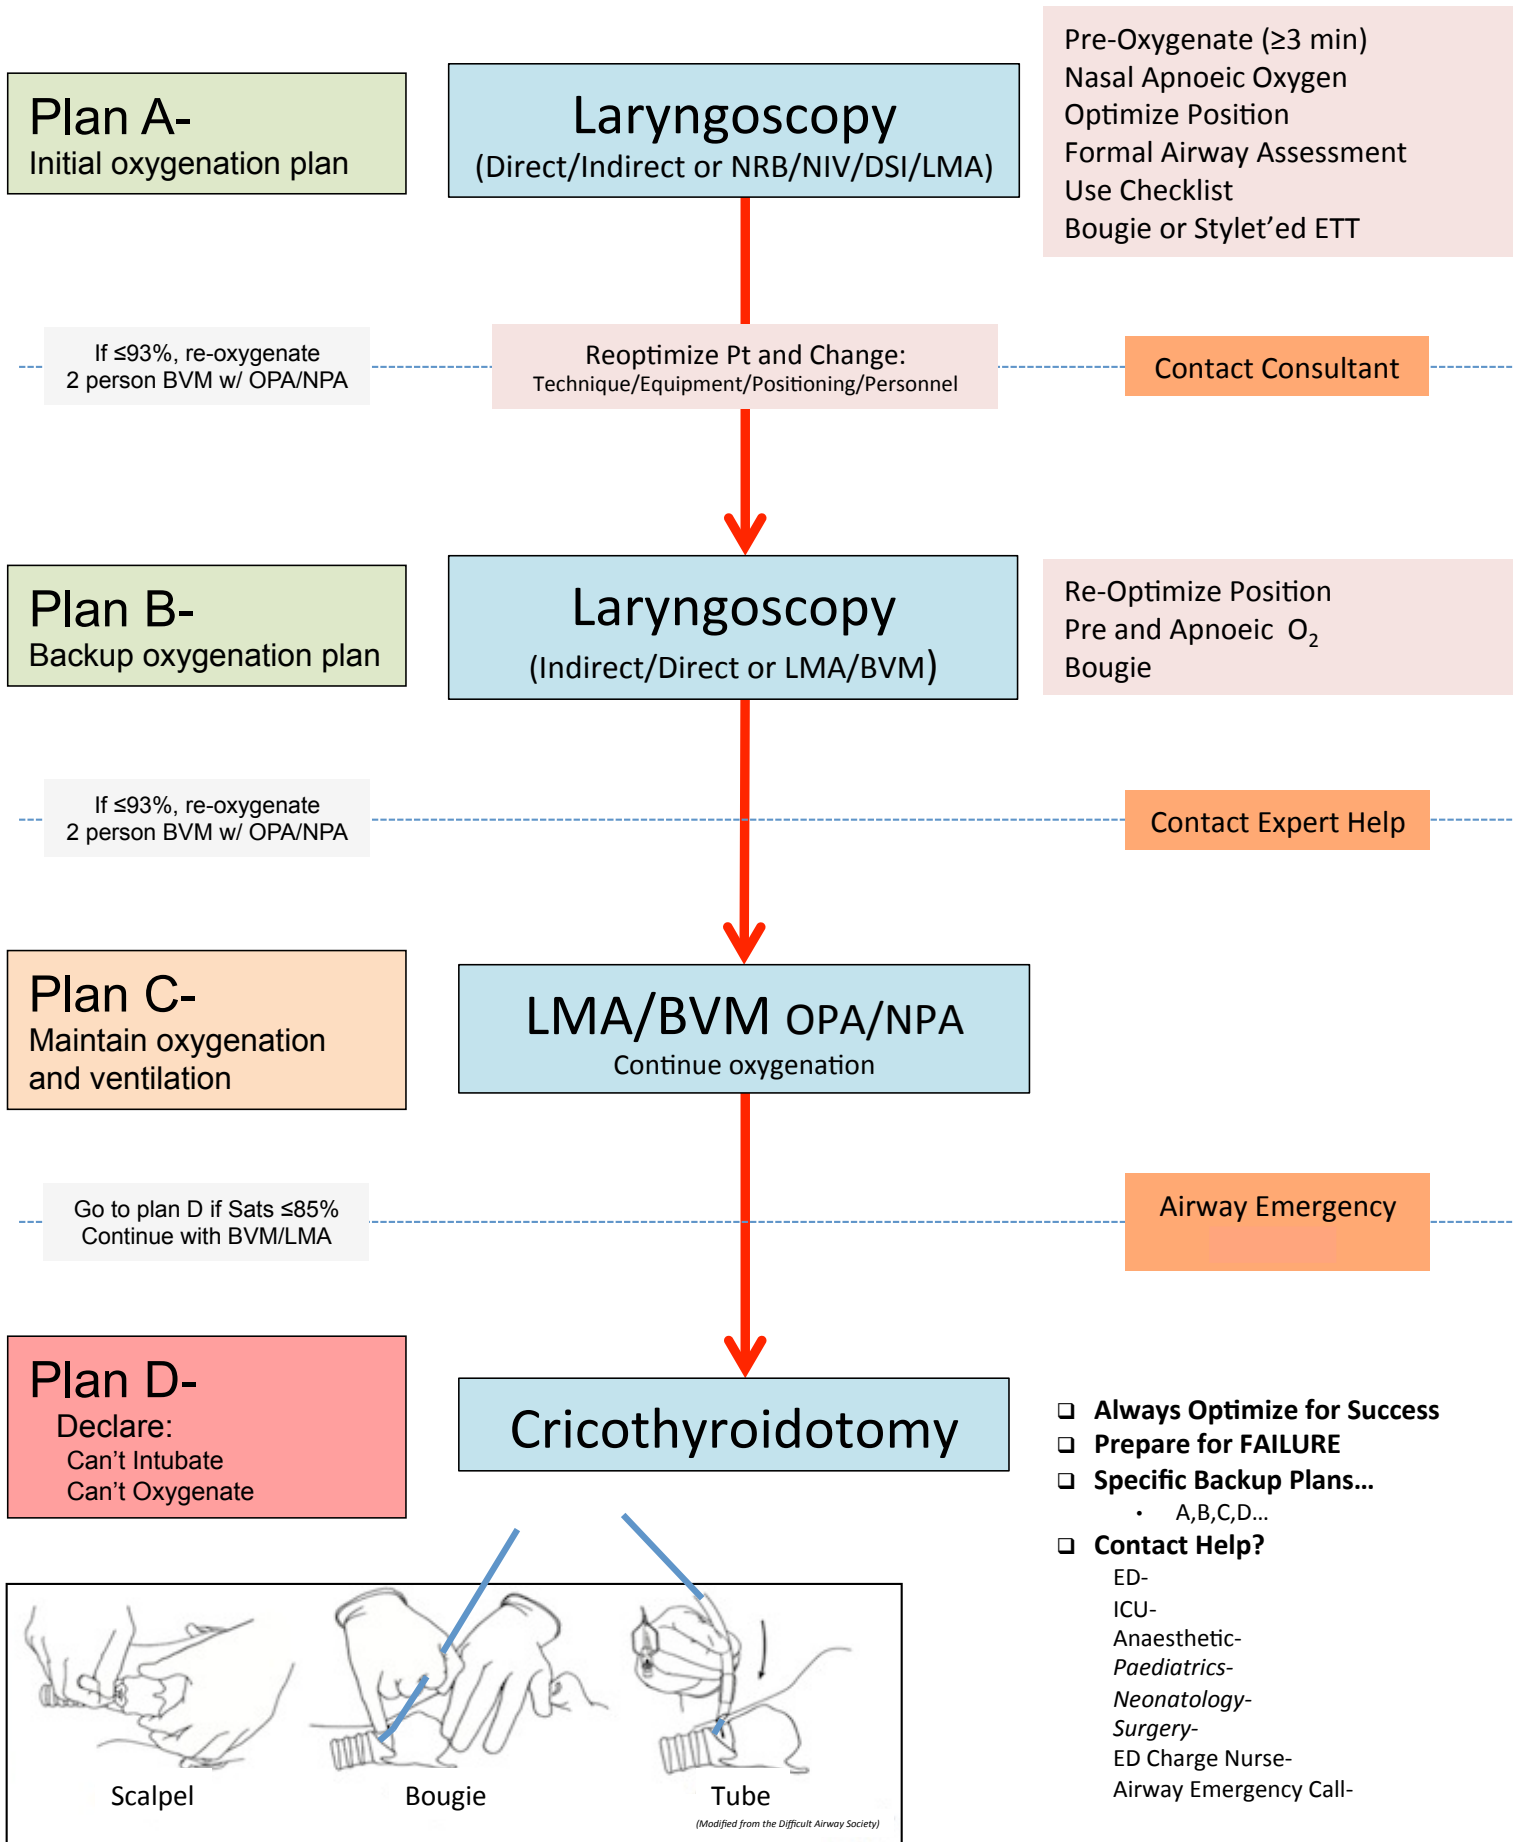 Plan A-
Initial oxygenation plan
Laryngoscopy
(Direct/Indirect or NRB/NIV/DSI/LMA)
Pre-Oxygenate (≥3 min)
Nasal Apnoeic Oxygen
Optimize Position
Formal Airway Assessment
Use Checklist
Bougie or Stylet’ed ETT
If ≤93%, re-oxygenate
2 person BVM w/ OPA/NPA
Reoptimize Pt and Change:
Technique/Equipment/Positioning/Personnel
Contact Consultant
Plan B-
Backup oxygenation plan
Laryngoscopy
(Indirect/Direct or LMA/BVM)
Re-Optimize Position
Pre and Apnoeic O₂
Bougie
If ≤93%, re-oxygenate
2 person BVM w/ OPA/NPA
Contact Expert Help
Plan C-
Maintain oxygenation
and ventilation
LMA/BVM OPA/NPA
Continue oxygenation
Go to plan D if Sats ≤85%
Continue with BVM/LMA
Airway Emergency
Plan D-
Declare:
Can’t Intubate
Can’t Oxygenate
Cricothyroidotomy
❑ Always Optimize for Success
❑ Prepare for FAILURE
❑ Specific Backup Plans…
• A,B,C,D…
❑ Contact Help?
ED-
ICU-
Anaesthetic-
Paediatrics-
Neonatology-
Surgery-
ED Charge Nurse-
Airway Emergency Call-
Scalpel
Bougie
Tube
(Modified from the Difficult Airway Society)